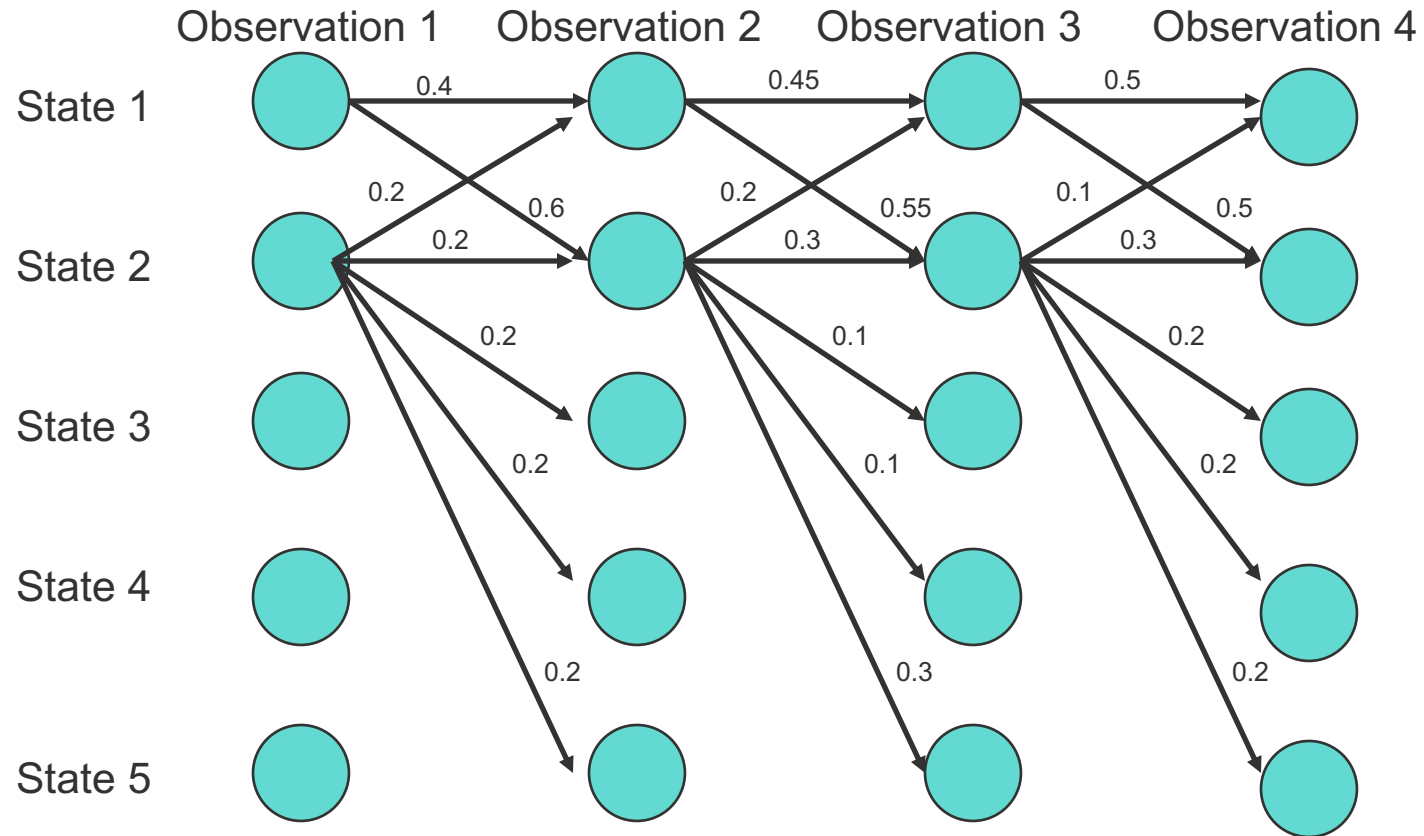 Observation 1 Observation 2 Observation 3 Observation 4
State 1
0.4 0.45 0.5
0.2 0.6 0.2 0.55 0.1 0.5
State 2
0.2 0.3 0.3
0.2 0.1 0.2
State 3
0.2 0.1 0.2
State 4
0.2 0.3 0.2
State 5